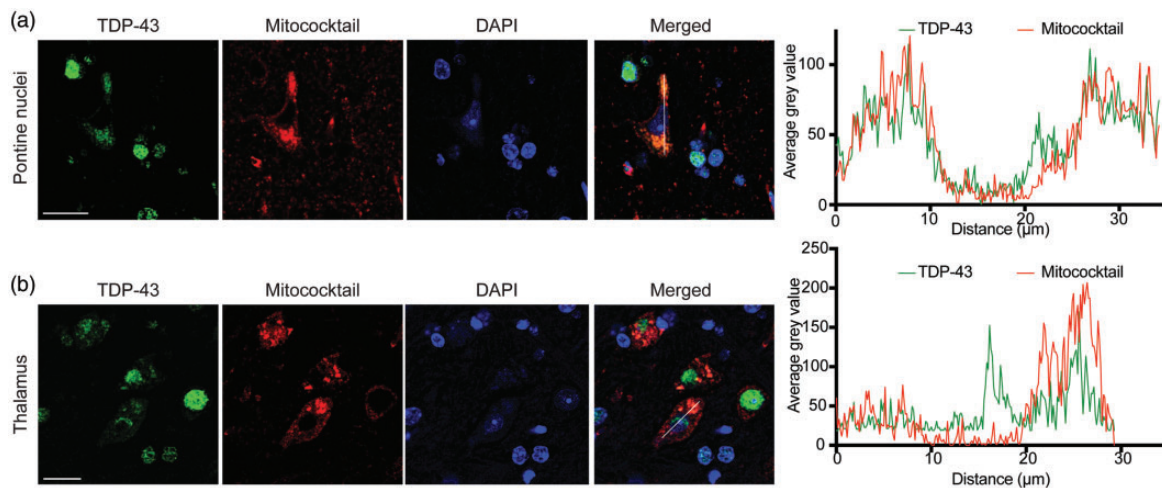 (a)
TDP-43 Mitococktail DAPI Merged
Pontine nuclei
TDP-43 Mitococktail
Average grey value
100
50
0
0 10 20 30
Distance (µm)
(b)
TDP-43 Mitococktail DAPI Merged
Thalamus
TDP-43 Mitococktail
Average grey value
250
200
150
100
50
0
0 10 20 30
Distance (µm)